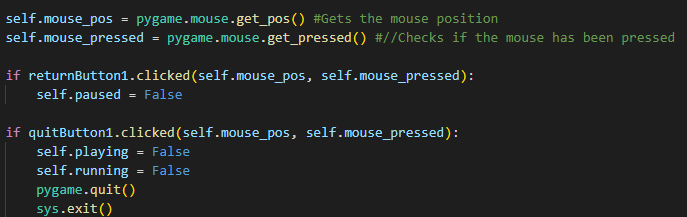 self.mouse_pos = pygame.mouse.get_pos() #Gets the mouse position
self.mouse_pressed = pygame.mouse.get_pressed() #//Checks if the mouse has been pressed
if returnButton1.clicked(self.mouse_pos, self.mouse_pressed):
    self.paused = False
if quitButton1.clicked(self.mouse_pos, self.mouse_pressed):
    self.playing = False
    self.running = False
    pygame.quit()
    sys.exit()